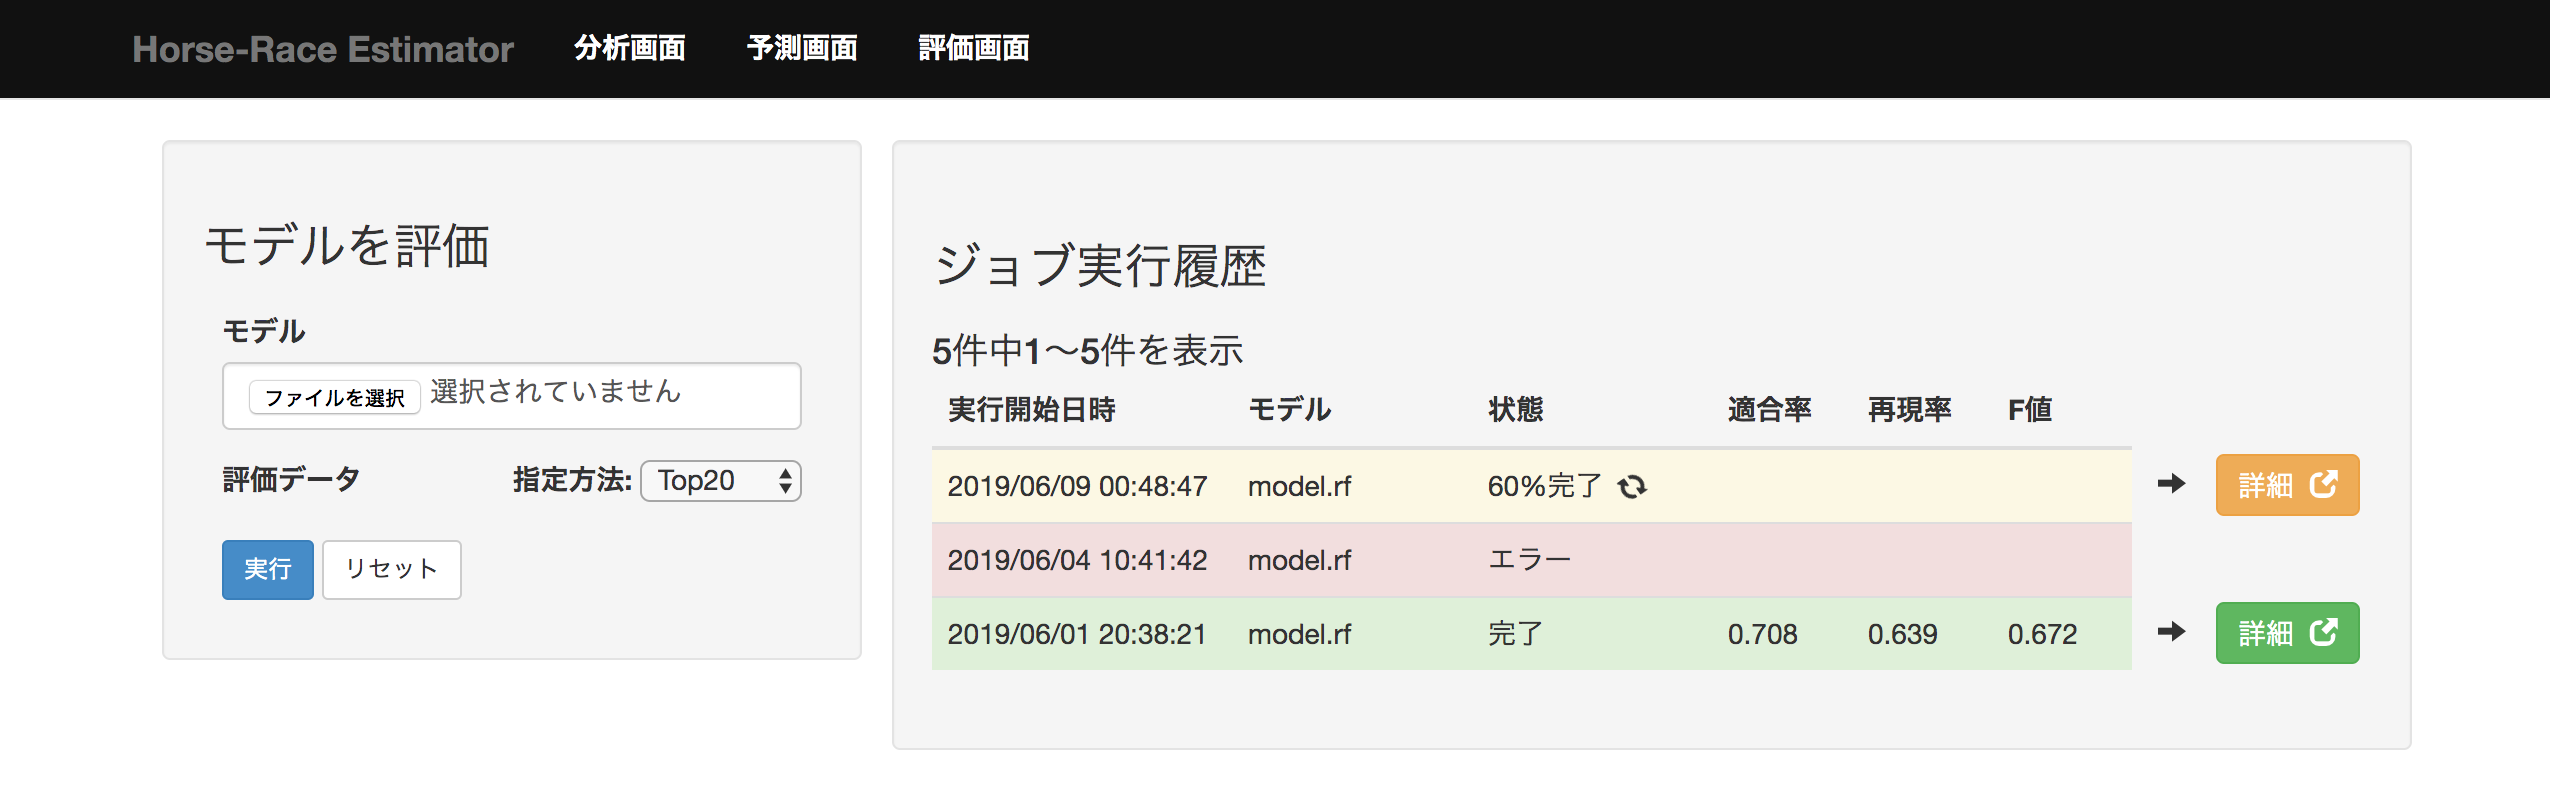 Horse-Race Estimator 分析画面 予測画面 評価画面
モデルを評価
モデル
ファイルを選択 選択されていません
評価データ 指定方法: Top20
実行 リセット
ジョブ実行履歴
5件中1〜5件を表示
実行開始日時 モデル 状態 適合率 再現率 F値
2019/06/09 00:48:47 model.rf 60%完了 詳細
2019/06/04 10:41:42 model.rf エラー
2019/06/01 20:38:21 model.rf 完了 0.708 0.639 0.672 詳細